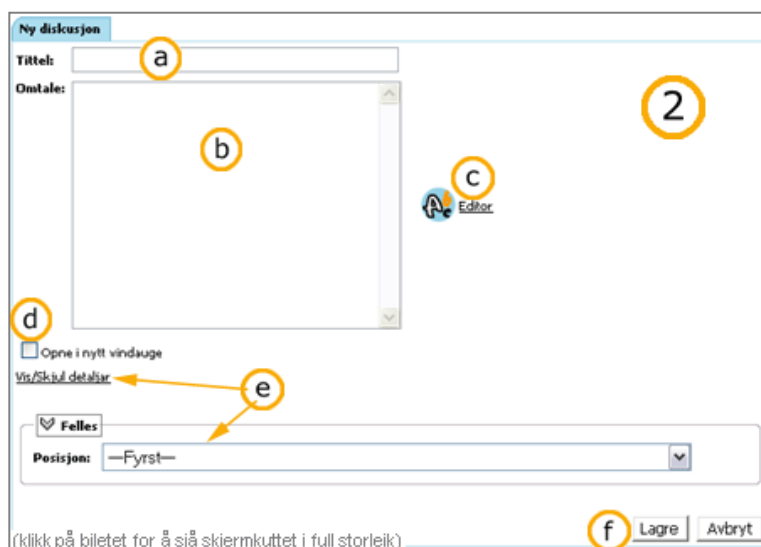 Ny diskusjon
Tittel: a
Omtale:
b
2
c
Editor
d
Opne i nytt vindauge
Vis/Skjul detaljar
e
Felles
Posisjon: —Fyrst—
f Lagre Avbryt
(klikk på biletet for å sjå skjermkuttet i full storleik)